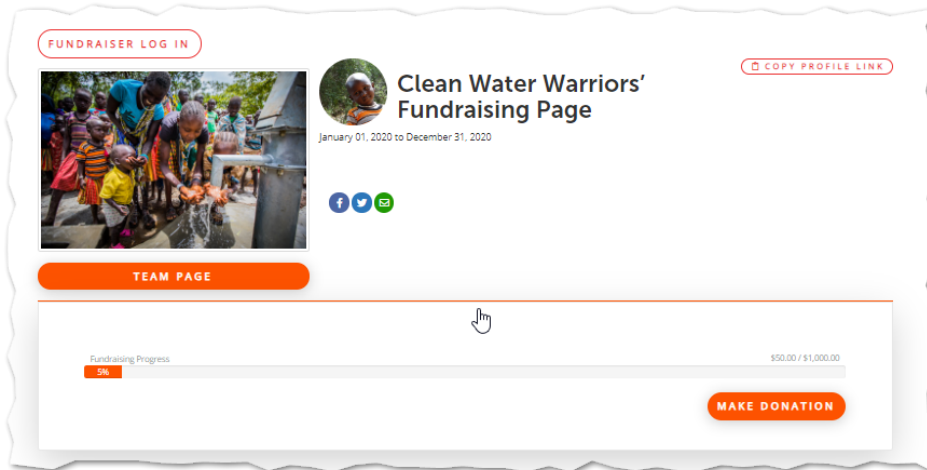 FUNDRAISER LOG IN
COPY PROFILE LINK
Clean Water Warriors'
Fundraising Page
January 01, 2020 to December 31, 2020
TEAM PAGE
Fundraising Progress
$50.00 / $1,000.00
5%
MAKE DONATION